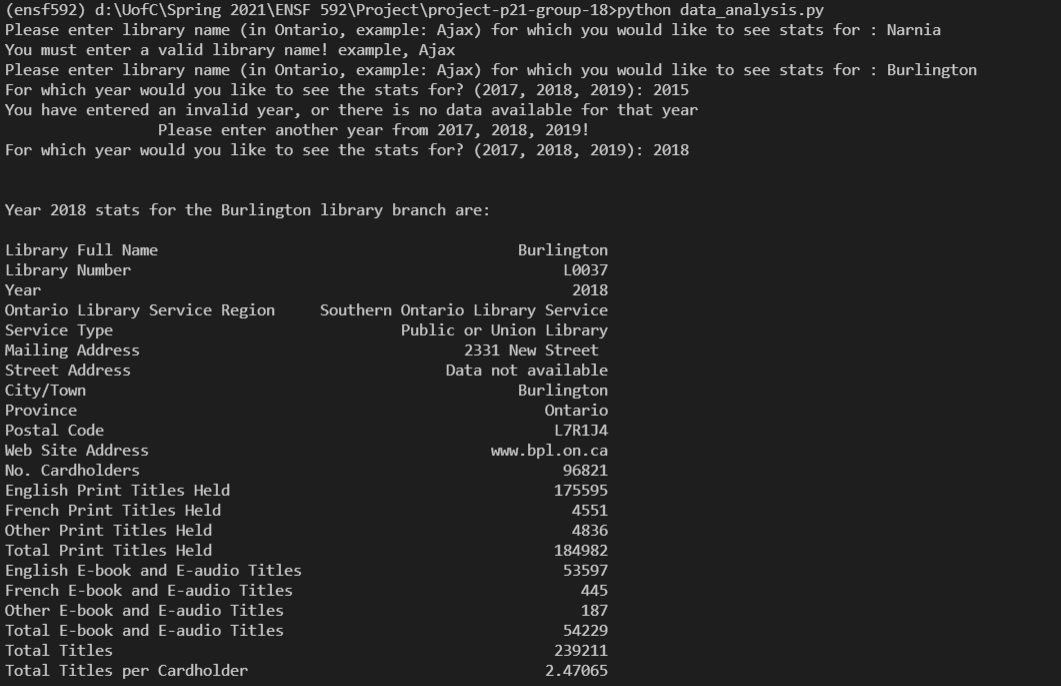 (ensf592) d:\UofC\Spring 2021\ENSF 592\Project\project-p21-group-18>python data_analysis.py
Please enter library name (in Ontario, example: Ajax) for which you would like to see stats for : Narnia
You must enter a valid library name! example, Ajax
Please enter library name (in Ontario, example: Ajax) for which you would like to see stats for : Burlington
For which year would you like to see the stats for? (2017, 2018, 2019): 2015
You have entered an invalid year, or there is no data available for that year
Please enter another year from 2017, 2018, 2019!
For which year would you like to see the stats for? (2017, 2018, 2019): 2018
Year 2018 stats for the Burlington library branch are:
Library Full Name Burlington
Library Number L0037
Year 2018
Ontario Library Service Region Southern Ontario Library Service
Service Type Public or Union Library
Mailing Address 2331 New Street
Street Address Data not available
City/Town Burlington
Province Ontario
Postal Code L7R1J4
Web Site Address www.bpl.on.ca
No. Cardholders 96821
English Print Titles Held 175595
French Print Titles Held 4551
Other Print Titles Held 4836
Total Print Titles Held 184982
English E-book and E-audio Titles 53597
French E-book and E-audio Titles 445
Other E-book and E-audio Titles 187
Total E-book and E-audio Titles 54229
Total Titles 239211
Total Titles per Cardholder 2.47065